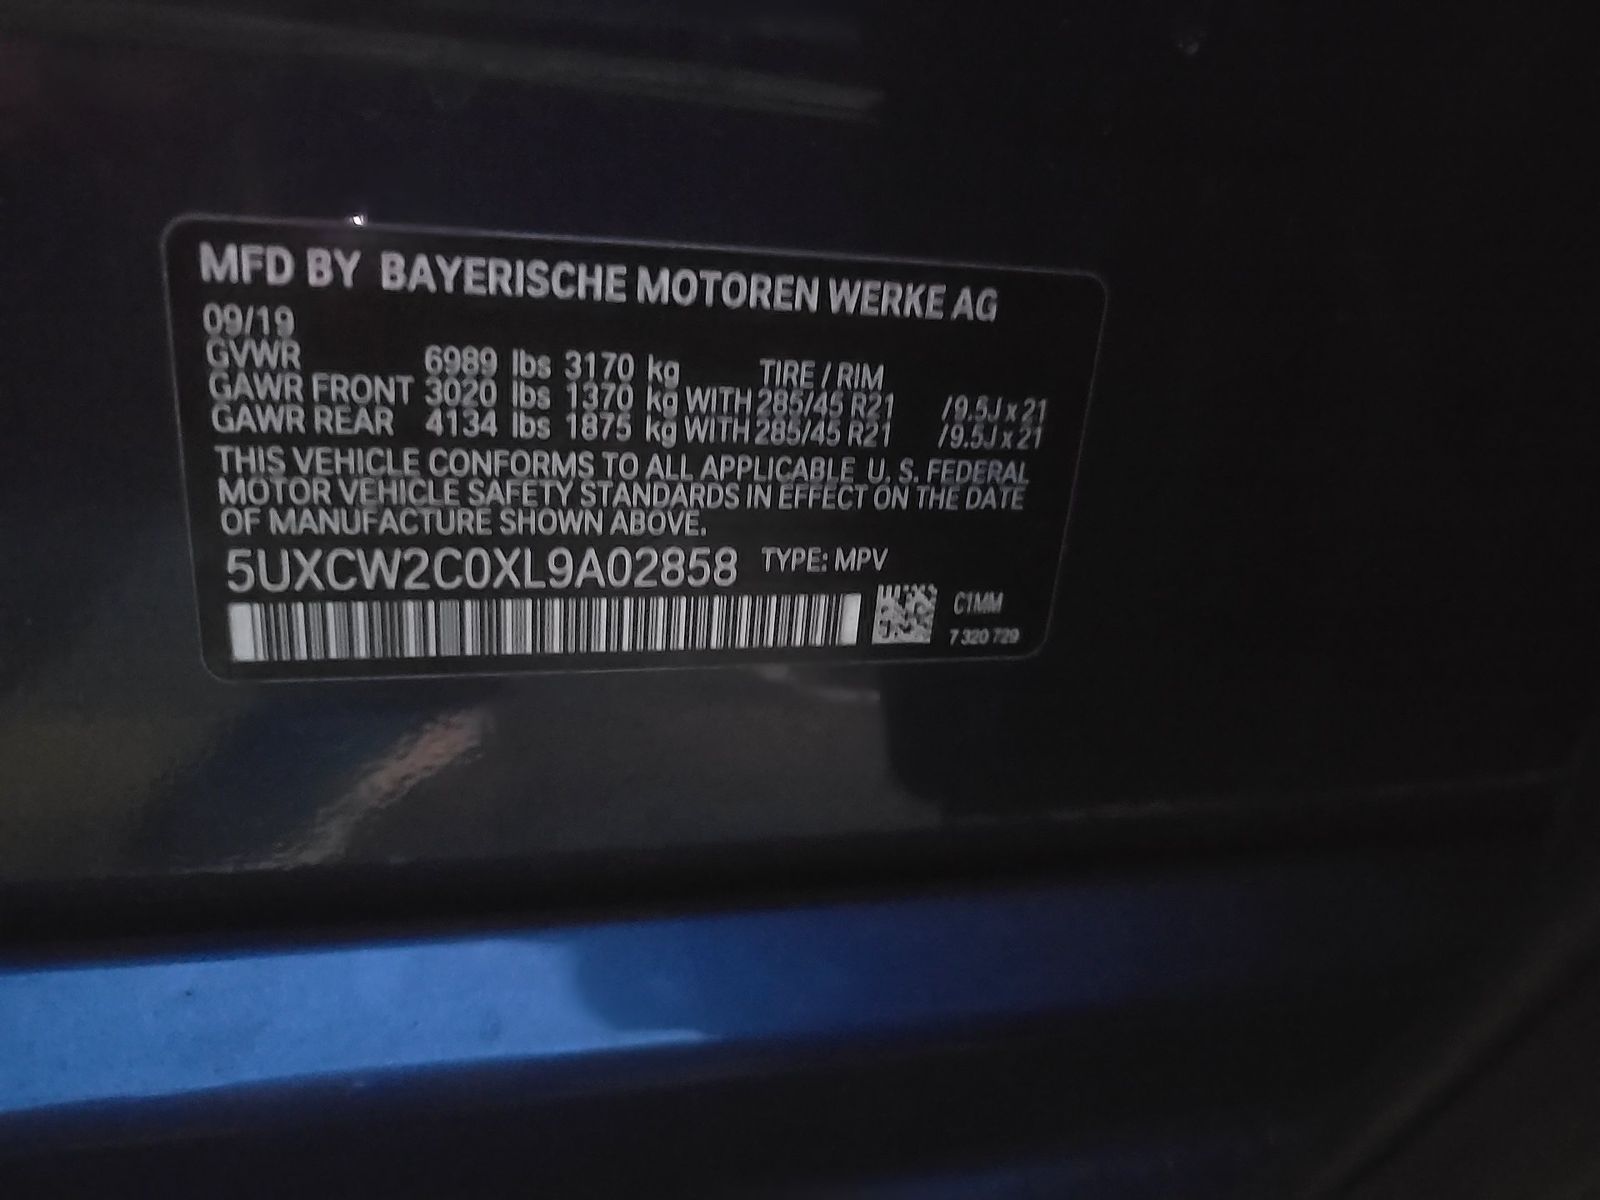 MFD BY BAYERISCHE MOTOREN WERKE AG
09/19
GVWR 6989 lbs 3170 kg TIRE / RIM
GAWR FRONT 3020 lbs 1370 kg WITH 285/45 R21 /9.5J x 21
GAWR REAR 4134 lbs 1875 kg WITH 285/45 R21 /9.5J x 21
THIS VEHICLE CONFORMS TO ALL APPLICABLE U. S. FEDERAL
MOTOR VEHICLE SAFETY STANDARDS IN EFFECT ON THE DATE
OF MANUFACTURE SHOWN ABOVE.
5UXCW2C0XL9A02858 TYPE: MPV
C1MM
7 320 729